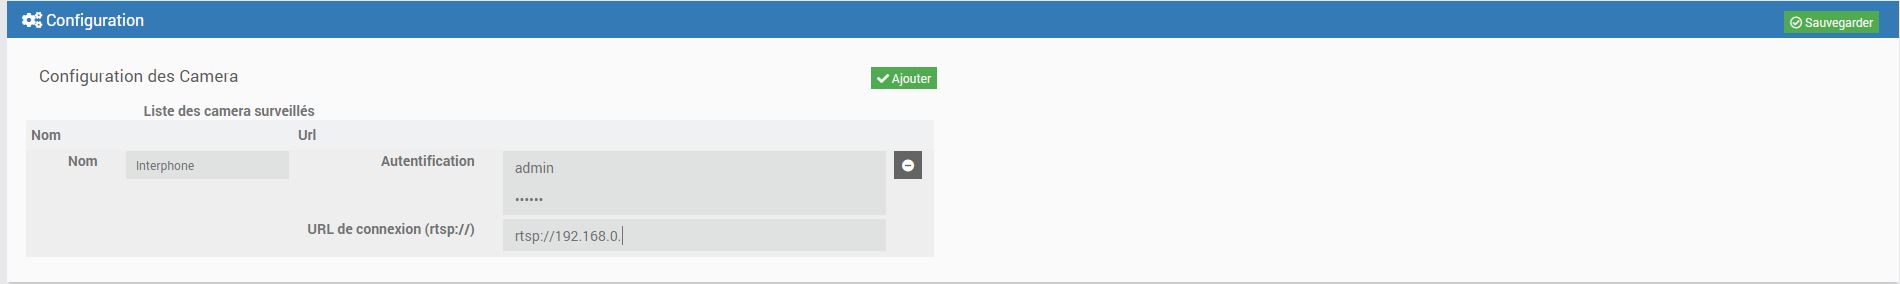 Configuration
Sauvegarder
Configuration des Camera
Ajouter
Liste des camera surveillés
Nom Url
Nom Interphone Autentification admin
••••••
URL de connexion (rtsp://) rtsp://192.168.0.